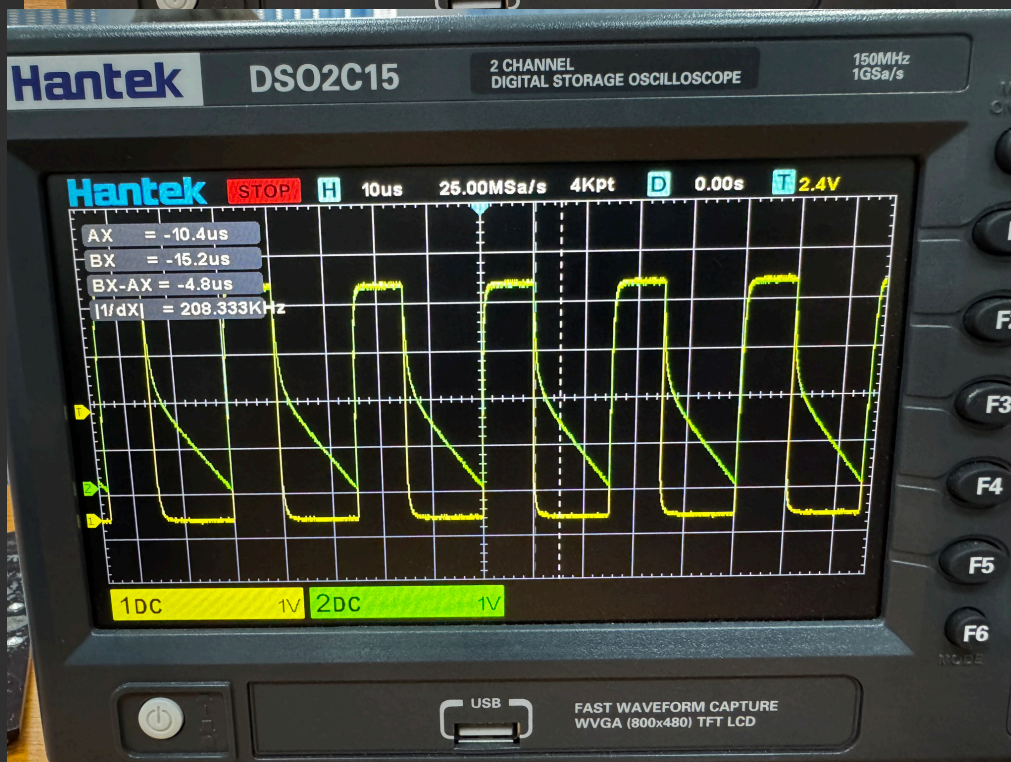 Hantek
DSO2C15
2 CHANNEL
DIGITAL STORAGE OSCILLOSCOPE
150MHz
1GSa/s
Hantek STOP H 10us 25.00MSa/s 4Kpt D 0.00s T 2.4V
AX = -10.4us
BX = -15.2us
BX-AX = -4.8us
|1/dX| = 208.333KHz
T
2
1
1DC 1V 2DC 1V
F3
F4
F5
F6
MODE
USB
FAST WAVEFORM CAPTURE
WVGA (800x480) TFT LCD